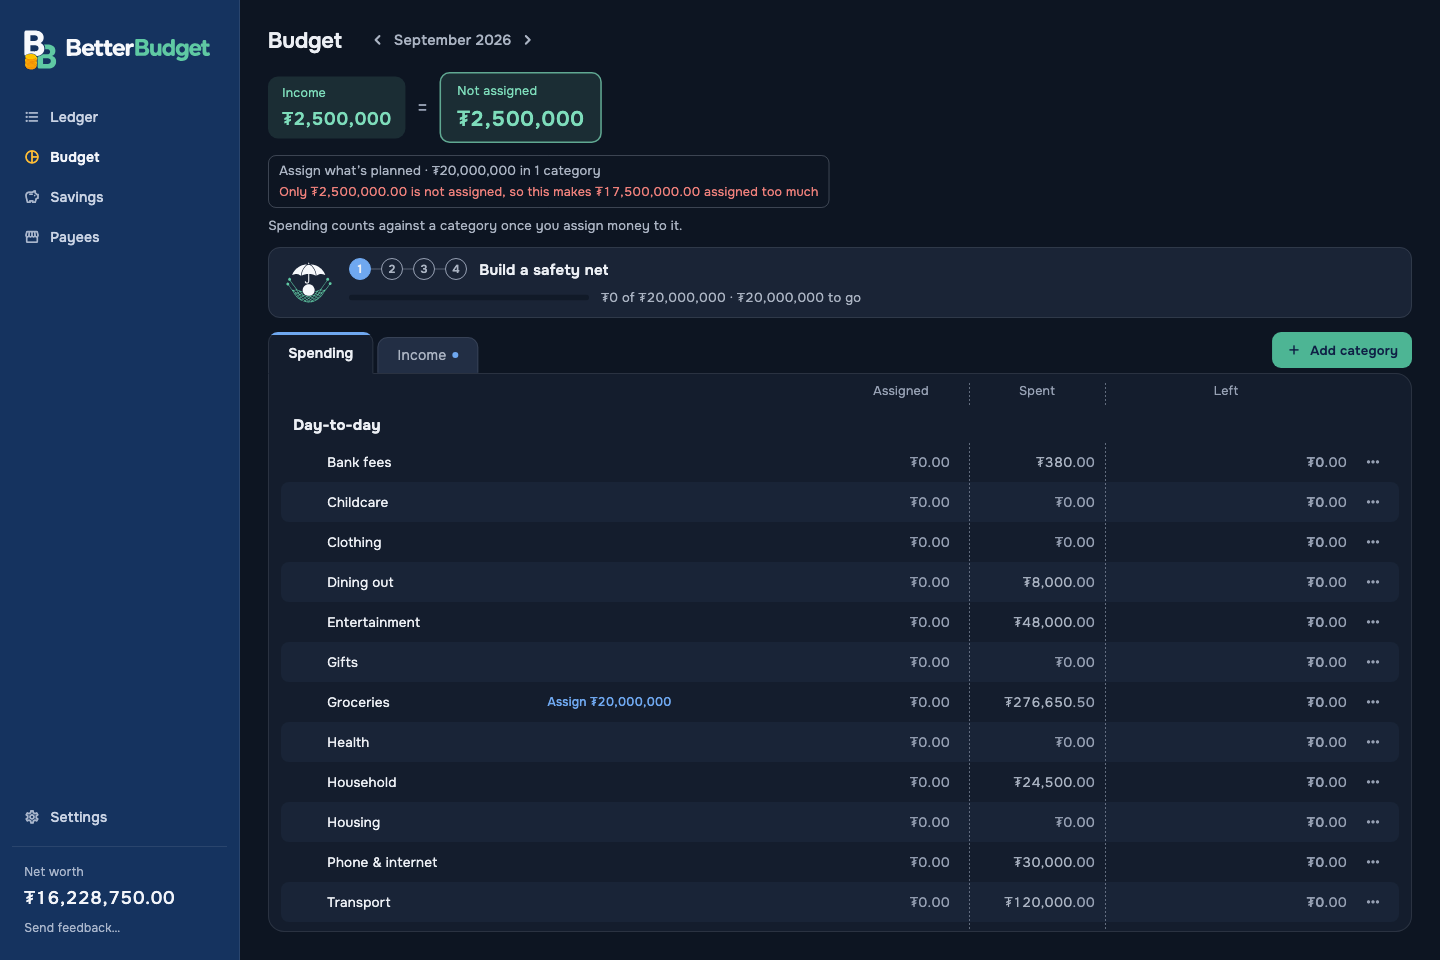 BetterBudget
Ledger
Budget
Savings
Payees
Settings
Net worth
₮16,228,750.00
Send feedback...
Budget
September 2026
Income
₮2,500,000
=
Not assigned
₮2,500,000
Assign what's planned · ₮20,000,000 in 1 category
Only ₮2,500,000.00 is not assigned, so this makes ₮17,500,000.00 assigned too much
Spending counts against a category once you assign money to it.
1 2 3 4 Build a safety net
₮0 of ₮20,000,000 · ₮20,000,000 to go
Spending
Income
+ Add category
Assigned Spent Left
Day-to-day
Bank fees ₮0.00 ₮380.00 ₮0.00
Childcare ₮0.00 ₮0.00 ₮0.00
Clothing ₮0.00 ₮0.00 ₮0.00
Dining out ₮0.00 ₮8,000.00 ₮0.00
Entertainment ₮0.00 ₮48,000.00 ₮0.00
Gifts ₮0.00 ₮0.00 ₮0.00
Groceries Assign ₮20,000,000 ₮0.00 ₮276,650.50 ₮0.00
Health ₮0.00 ₮0.00 ₮0.00
Household ₮0.00 ₮24,500.00 ₮0.00
Housing ₮0.00 ₮0.00 ₮0.00
Phone & internet ₮0.00 ₮30,000.00 ₮0.00
Transport ₮0.00 ₮120,000.00 ₮0.00